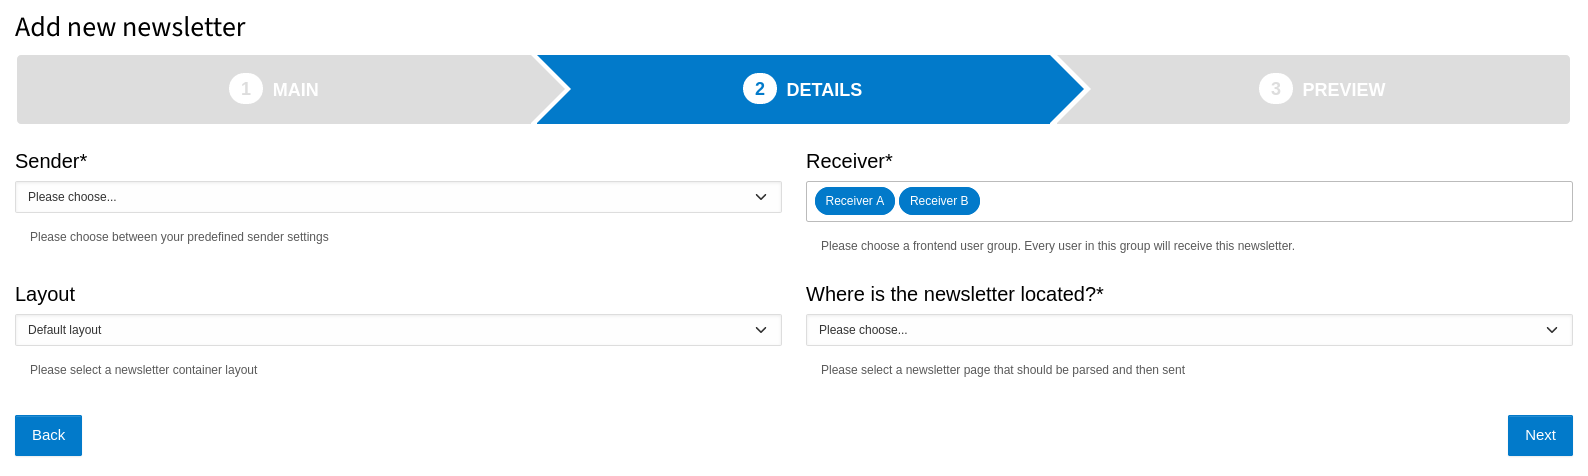 Add new newsletter
1 MAIN
2 DETAILS
3 PREVIEW
Sender*
Please choose...
Please choose between your predefined sender settings
Receiver*
Receiver A Receiver B
Please choose a frontend user group. Every user in this group will receive this newsletter.
Layout
Default layout
Please select a newsletter container layout
Where is the newsletter located?*
Please choose...
Please select a newsletter page that should be parsed and then sent
Back
Next